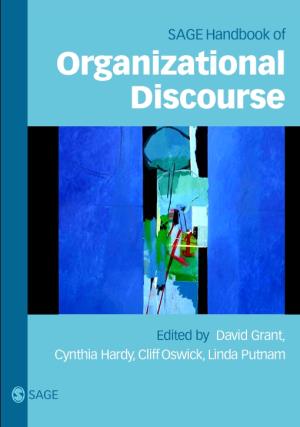 SAGE Handbook of
Organizational
Discourse
Edited by David Grant,
Cynthia Hardy, Cliff Oswick, Linda Putnam
S SAGE